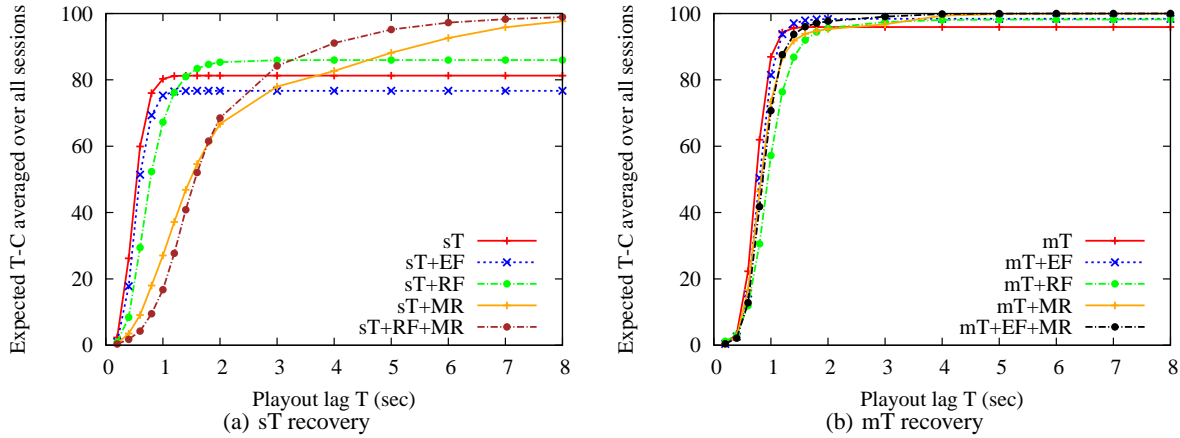 Expected T-C averaged over all sessions
100
80
60
40
20
0
sT
sT+EF
sT+RF
sT+MR
sT+RF+MR
0 1 2 3 4 5 6 7 8
Playout lag T (sec)
(a) sT recovery
Expected T-C averaged over all sessions
100
80
60
40
20
0
mT
mT+EF
mT+RF
mT+MR
mT+EF+MR
0 1 2 3 4 5 6 7 8
Playout lag T (sec)
(b) mT recovery